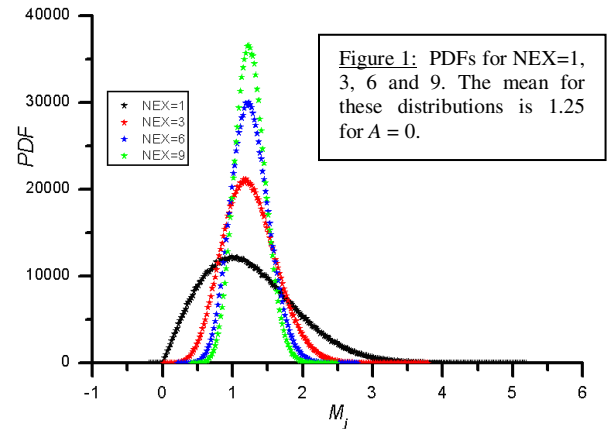 40000
30000
20000
10000
0
PDF
NEX=1
NEX=3
NEX=6
NEX=9
Figure 1: PDFs for NEX=1,
3, 6 and 9. The mean for
these distributions is 1.25
for A = 0.
-1 0 1 2 3 4 5 6
Mj